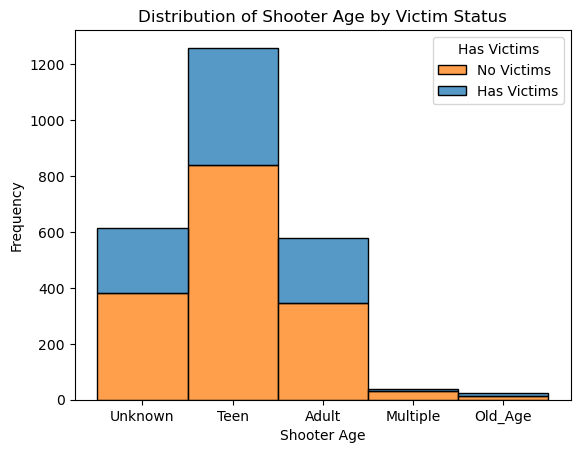 Distribution of Shooter Age by Victim Status
Has Victims
No Victims
Has Victims
1200
1000
800
600
400
200
0
Frequency
Unknown
Teen
Adult
Multiple
Old_Age
Shooter Age